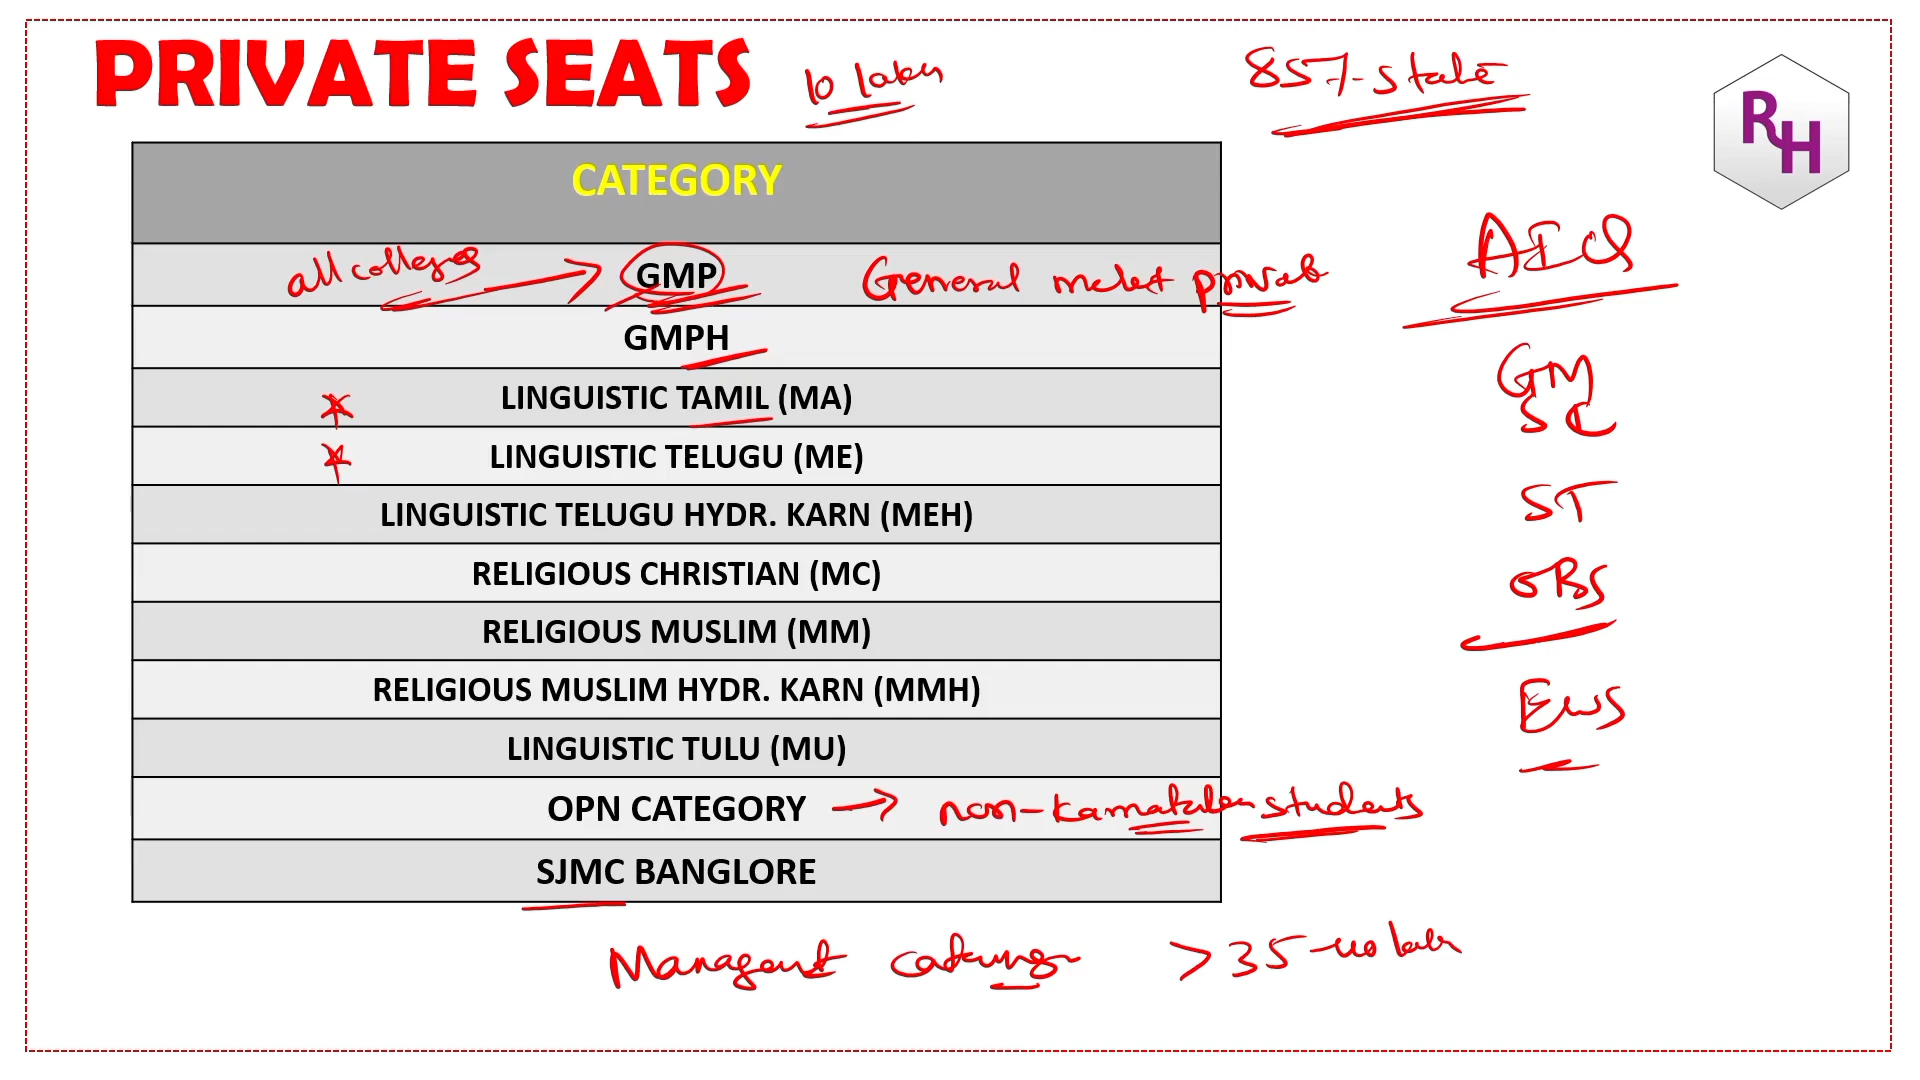 PRIVATE SEATS
10 lakhs
85%-state
RH
CATEGORY
all colleges → GMP General merit private
AIQ
GMPH
GM
LINGUISTIC TAMIL (MA)
SC
LINGUISTIC TELUGU (ME)
LINGUISTIC TELUGU HYDR. KARN (MEH)
ST
RELIGIOUS CHRISTIAN (MC)
OBS
RELIGIOUS MUSLIM (MM)
RELIGIOUS MUSLIM HYDR. KARN (MMH)
EWS
LINGUISTIC TULU (MU)
OPN CATEGORY → non-Karnataka students
SJMC BANGLORE
Management category >35-40 lakh